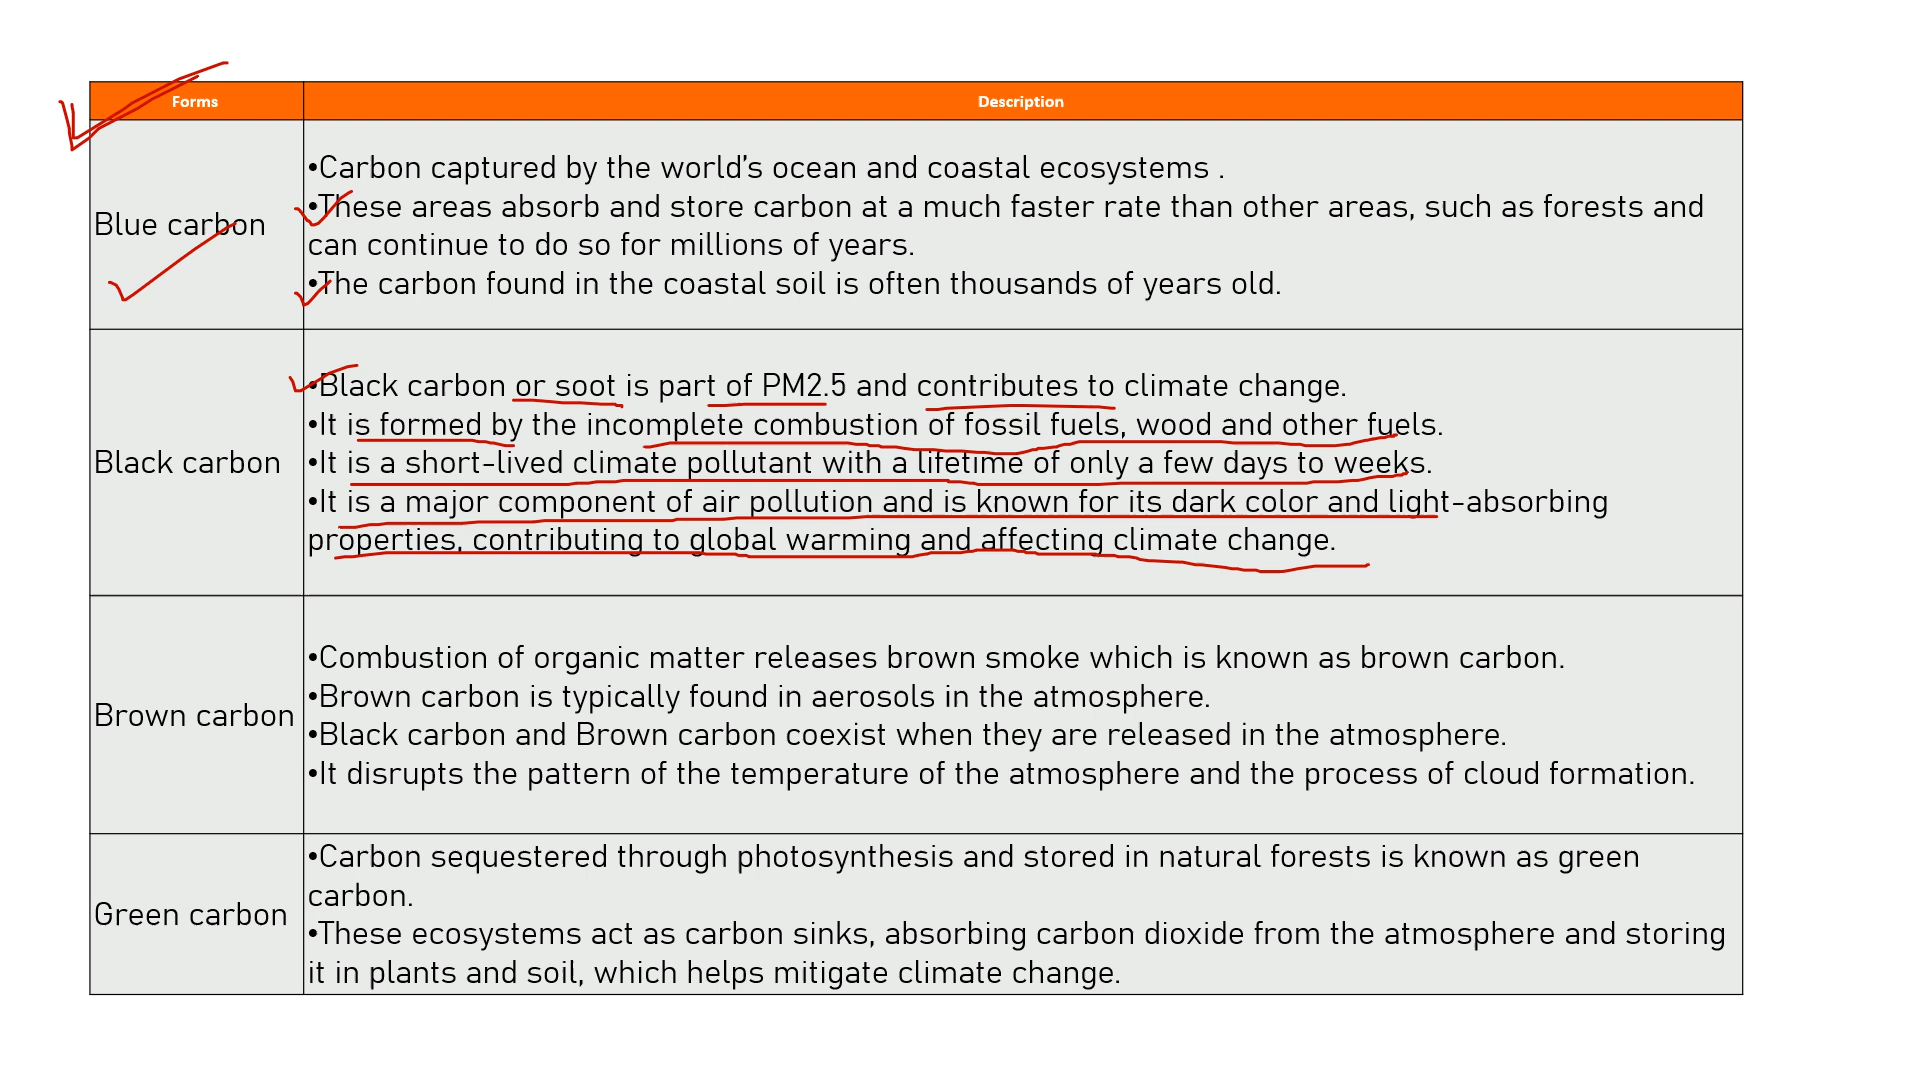 Forms
Description
Blue carbon
•Carbon captured by the world’s ocean and coastal ecosystems .
•These areas absorb and store carbon at a much faster rate than other areas, such as forests and
can continue to do so for millions of years.
•The carbon found in the coastal soil is often thousands of years old.
Black carbon
•Black carbon or soot is part of PM2.5 and contributes to climate change.
•It is formed by the incomplete combustion of fossil fuels, wood and other fuels.
•It is a short-lived climate pollutant with a lifetime of only a few days to weeks.
•It is a major component of air pollution and is known for its dark color and light-absorbing
properties, contributing to global warming and affecting climate change.
Brown carbon
•Combustion of organic matter releases brown smoke which is known as brown carbon.
•Brown carbon is typically found in aerosols in the atmosphere.
•Black carbon and Brown carbon coexist when they are released in the atmosphere.
•It disrupts the pattern of the temperature of the atmosphere and the process of cloud formation.
Green carbon
•Carbon sequestered through photosynthesis and stored in natural forests is known as green
carbon.
•These ecosystems act as carbon sinks, absorbing carbon dioxide from the atmosphere and storing
it in plants and soil, which helps mitigate climate change.